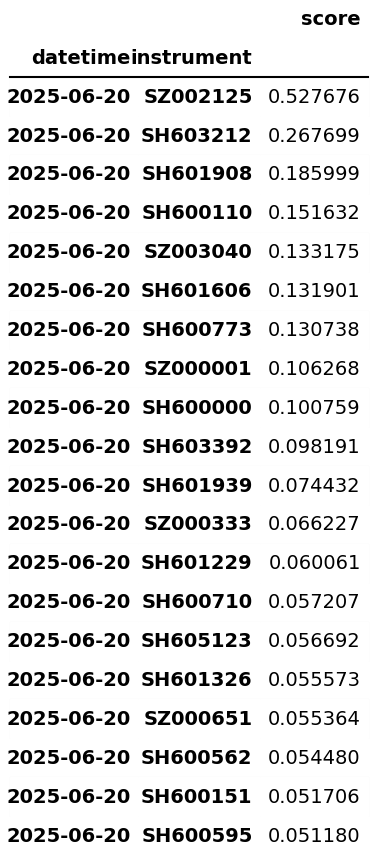 score
datetime instrument
2025-06-20 SZ002125 0.527676
2025-06-20 SH603212 0.267699
2025-06-20 SH601908 0.185999
2025-06-20 SH600110 0.151632
2025-06-20 SZ003040 0.133175
2025-06-20 SH601606 0.131901
2025-06-20 SH600773 0.130738
2025-06-20 SZ000001 0.106268
2025-06-20 SH600000 0.100759
2025-06-20 SH603392 0.098191
2025-06-20 SH601939 0.074432
2025-06-20 SZ000333 0.066227
2025-06-20 SH601229 0.060061
2025-06-20 SH600710 0.057207
2025-06-20 SH605123 0.056692
2025-06-20 SH601326 0.055573
2025-06-20 SZ000651 0.055364
2025-06-20 SH600562 0.054480
2025-06-20 SH600151 0.051706
2025-06-20 SH600595 0.051180